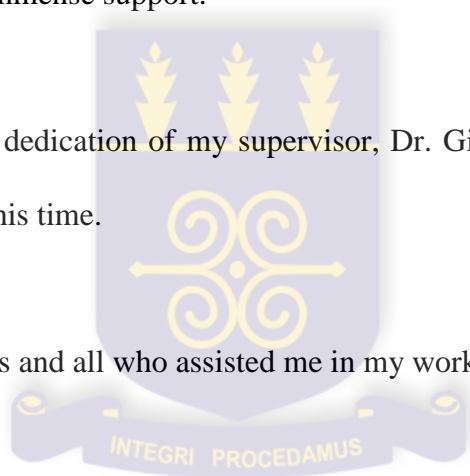 mense support.
dedication of my supervisor, Dr. Gi
his time.
s and all who assisted me in my work
INTEGRI PROCEDAMUS